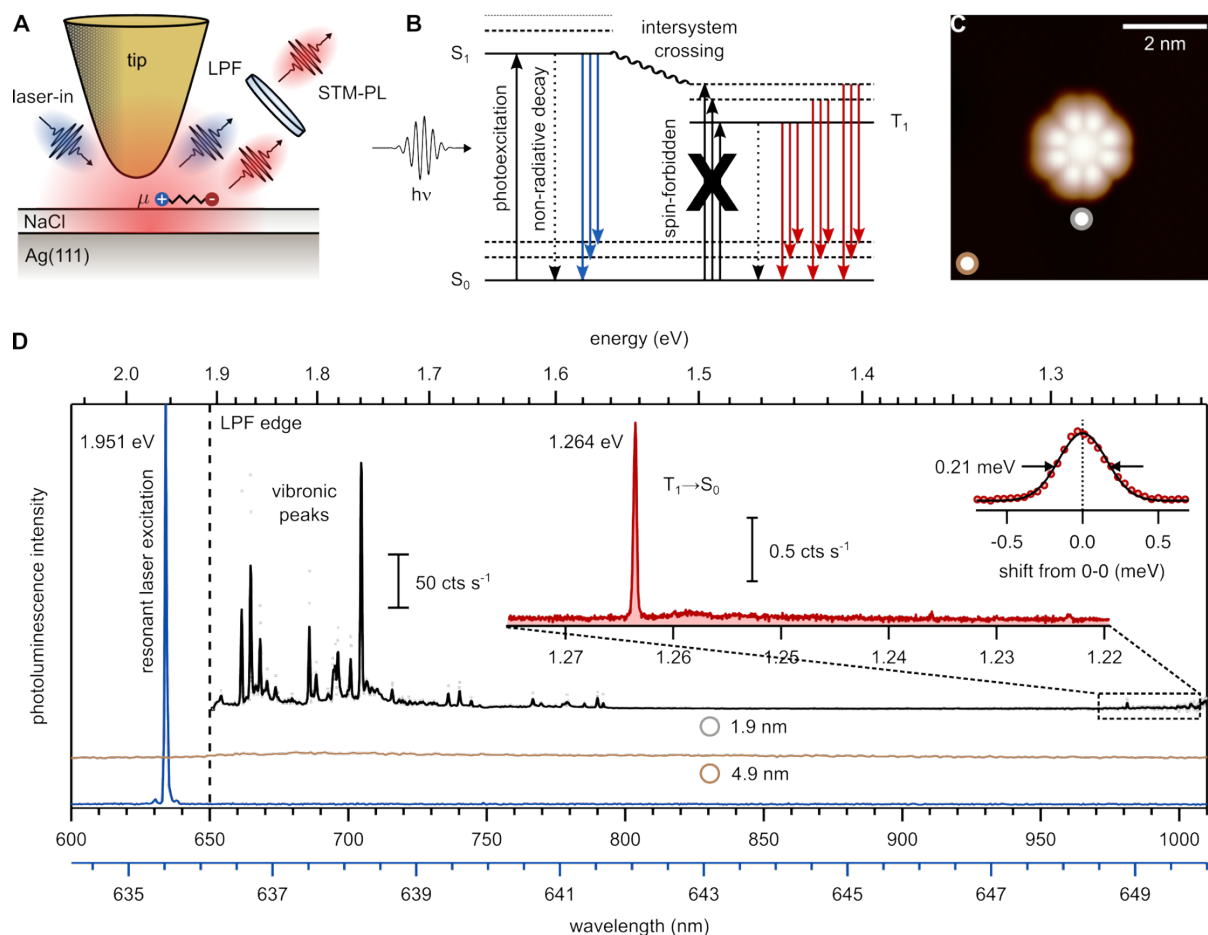 A
tip
LPF
STM-PL
laser-in
μ + -
NaCl
Ag(111)
B
S1
intersystem
crossing
T1
hν
photoexcitation
non-radiative decay
spin-forbidden
X
S0
C
2 nm
D
energy (eV)
2.0 1.9 1.8 1.7 1.6 1.5 1.4 1.3
LPF edge
1.951 eV
resonant laser excitation
vibronic
peaks
50 cts s⁻¹
1.264 eV
T1→S0
0.5 cts s⁻¹
1.27 1.26 1.25 1.24 1.23 1.22
0.21 meV
-0.5 0.0 0.5
shift from 0-0 (meV)
photoluminescence intensity
1.9 nm
4.9 nm
600 650 700 750 800 850 900 950 1000
635 637 639 641 643 645 647 649
wavelength (nm)